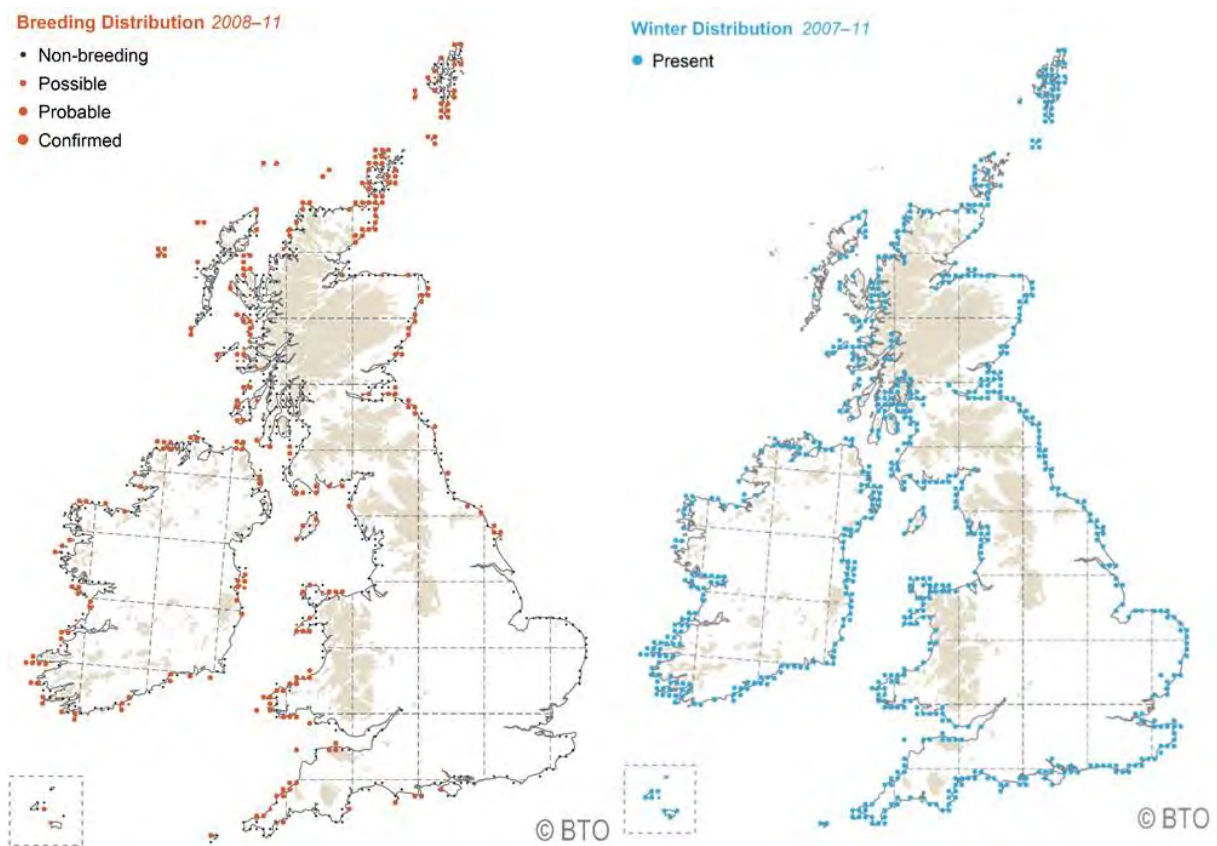 Breeding Distribution 2008–11
Non-breeding
Possible
Probable
Confirmed
© BTO
Winter Distribution 2007–11
Present
© BTO